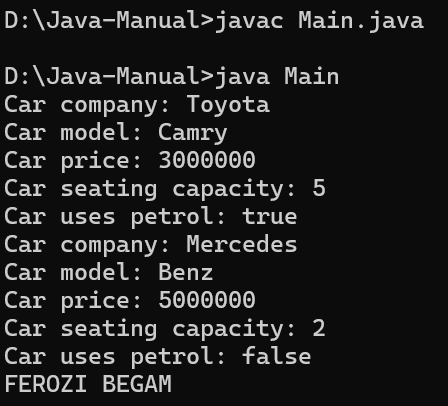 D:\Java-Manual>javac Main.java
D:\Java-Manual>java Main
Car company: Toyota
Car model: Camry
Car price: 3000000
Car seating capacity: 5
Car uses petrol: true
Car company: Mercedes
Car model: Benz
Car price: 5000000
Car seating capacity: 2
Car uses petrol: false
FEROZI BEGAM